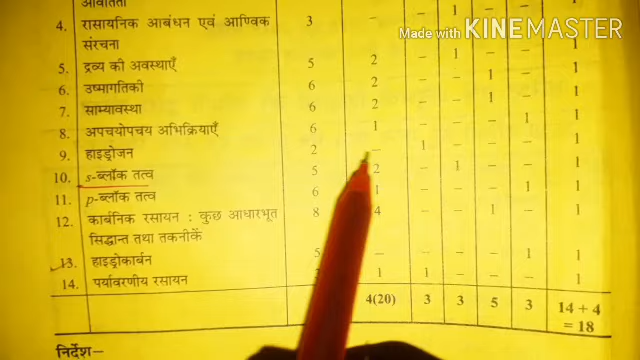 आवर्तिता – 1
Made with KINEMASTER
4. रासायनिक आबंधन एवं आण्विक 3 – – 1 – – 1
संरचना
5. द्रव्य की अवस्थाएँ 5 2 – 1 – – 1
6. उष्मागतिकी 6 2 – – 1 – 1
7. साम्यावस्था 6 2 – – 1 – 1
8. अपचयोपचय अभिक्रियाएँ 6 1 – – – 1 1
9. हाइड्रोजन 2 – 1 – – – 1
10. s-ब्लॉक तत्व 5 2 – 1 – – 1
11. p-ब्लॉक तत्व 6 1 – – – 1 1
12. कार्बनिक रसायन : कुछ आधारभूत 8 4 – – 1 – 1
सिद्धान्त तथा तकनीकें
13. हाइड्रोकार्बन 5 – – – – 1 1
14. पर्यावरणीय रसायन 1 1 – – – 1
4(20) 3 3 5 3 14 + 4
= 18
निर्देश–